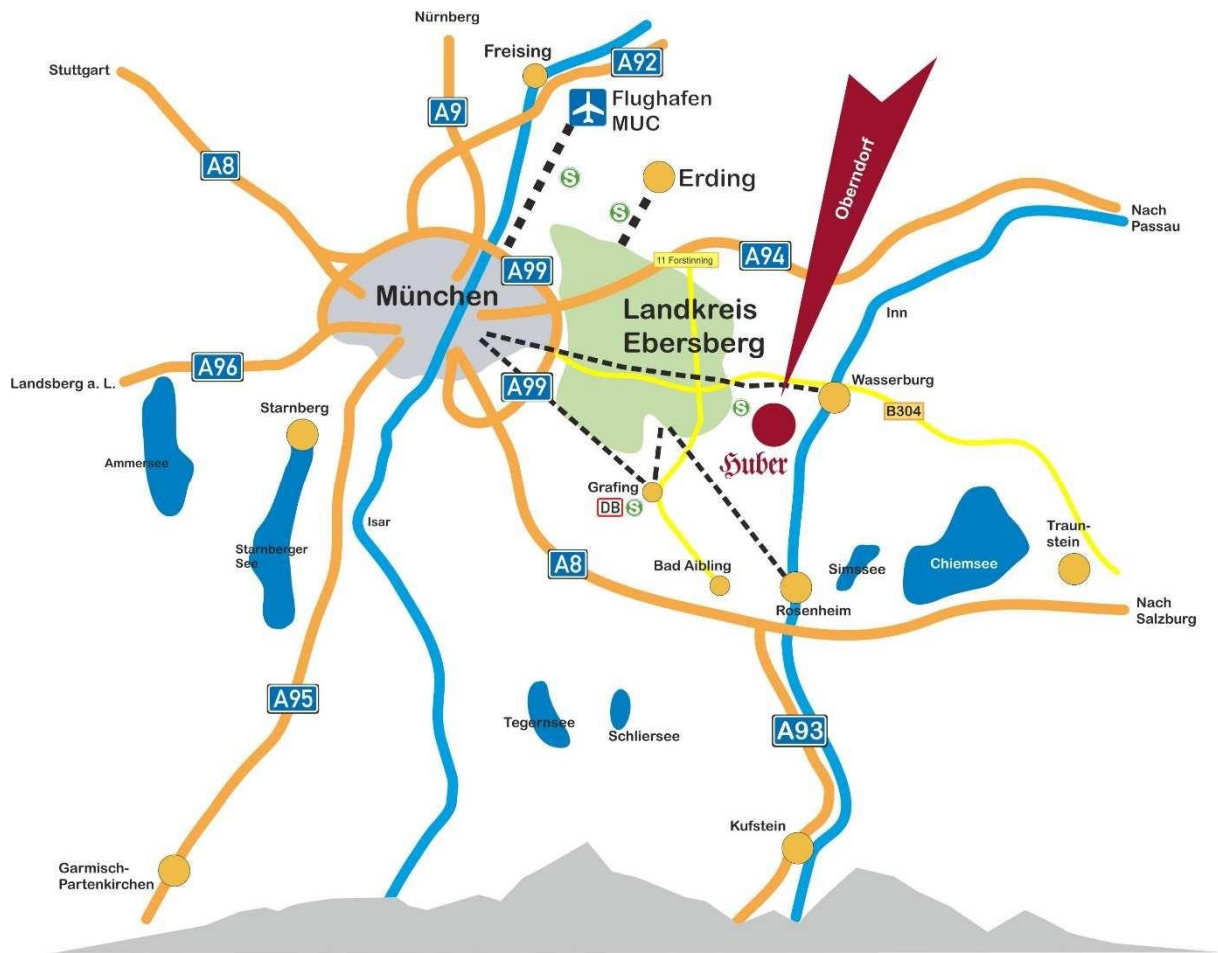 Nürnberg
Stuttgart
Freising
A92
A9
Flughafen
MUC
A8
S
Erding
S
Oberndorf
Nach
Passau
A99
11 Forstinning
A94
München
Landkreis
Ebersberg
Inn
A96
Landsberg a. L.
A99
Wasserburg
B304
S
Starnberg
Ammersee
Huber
Grafing
DB
S
Isar
Starnberger
See
Traun-
stein
A8
Bad Aibling
Simssee
Chiemsee
Rosenheim
Nach
Salzburg
A95
Tegernsee
Schliersee
A93
Kufstein
Garmisch-
Partenkirchen